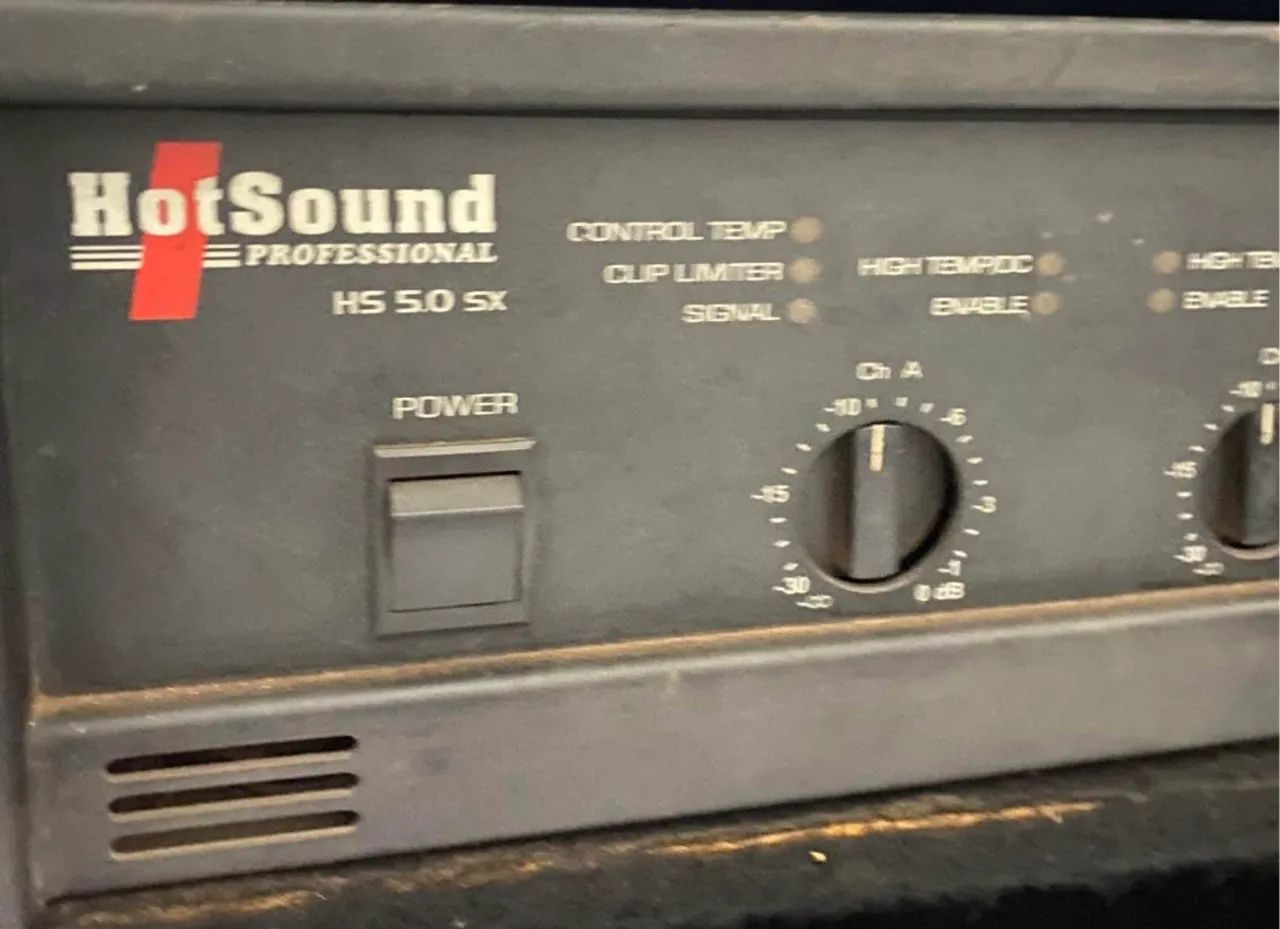 HotSound
PROFESSIONAL
HS 5.0 SX
CONTROL TEMP
CLIP LIMITER
SIGNAL
HIGH TEMP/DC
ENABLE
HIGH
ENABLE
POWER
Ch A
-10
-6
-15
-3
-30
-1
-∞
0 dB
-10
-15
-30
-∞